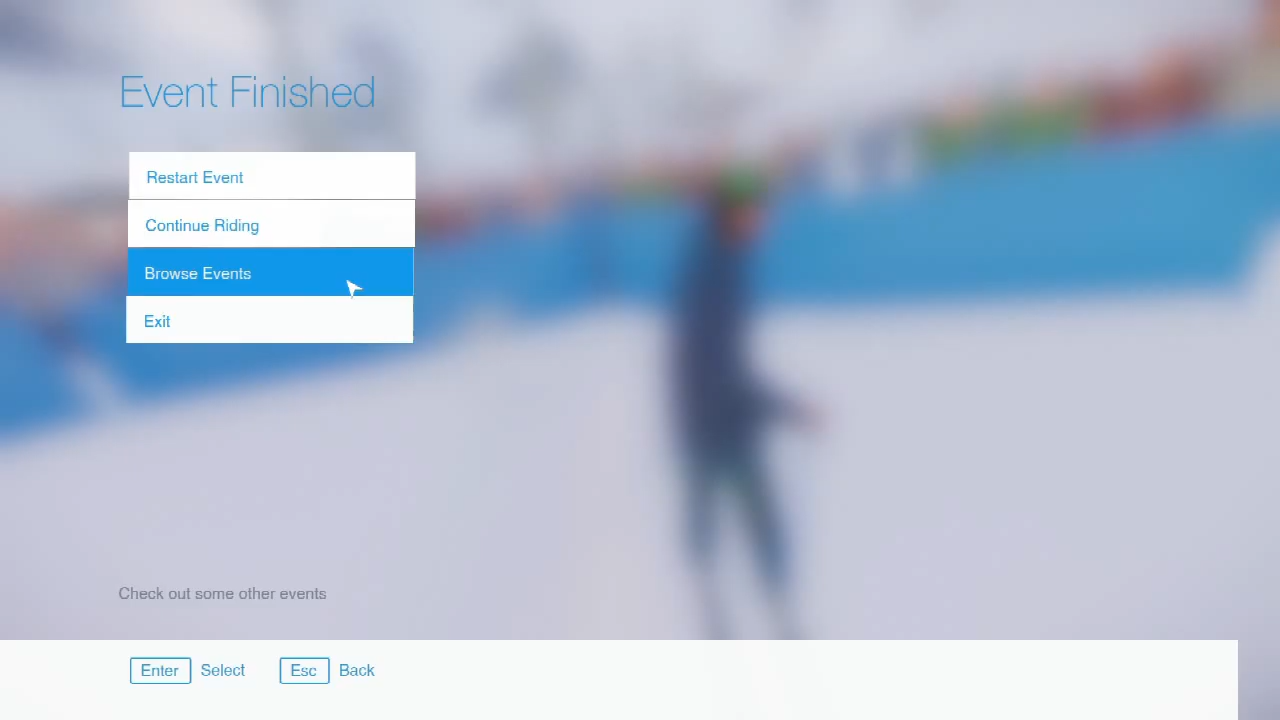 Event Finished
Restart Event
Continue Riding
Browse Events
Exit
Check out some other events
Enter Select Esc Back